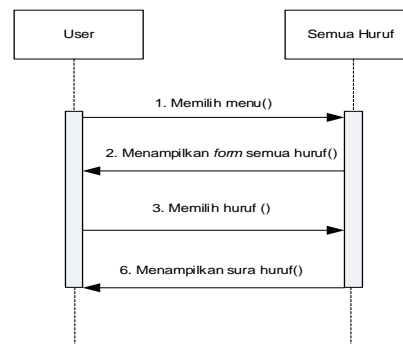 User
Semua Huruf
1. Memilih menu()
2. Menampilkan form semua huruf()
3. Memilih huruf ()
6. Menampilkan sura huruf()